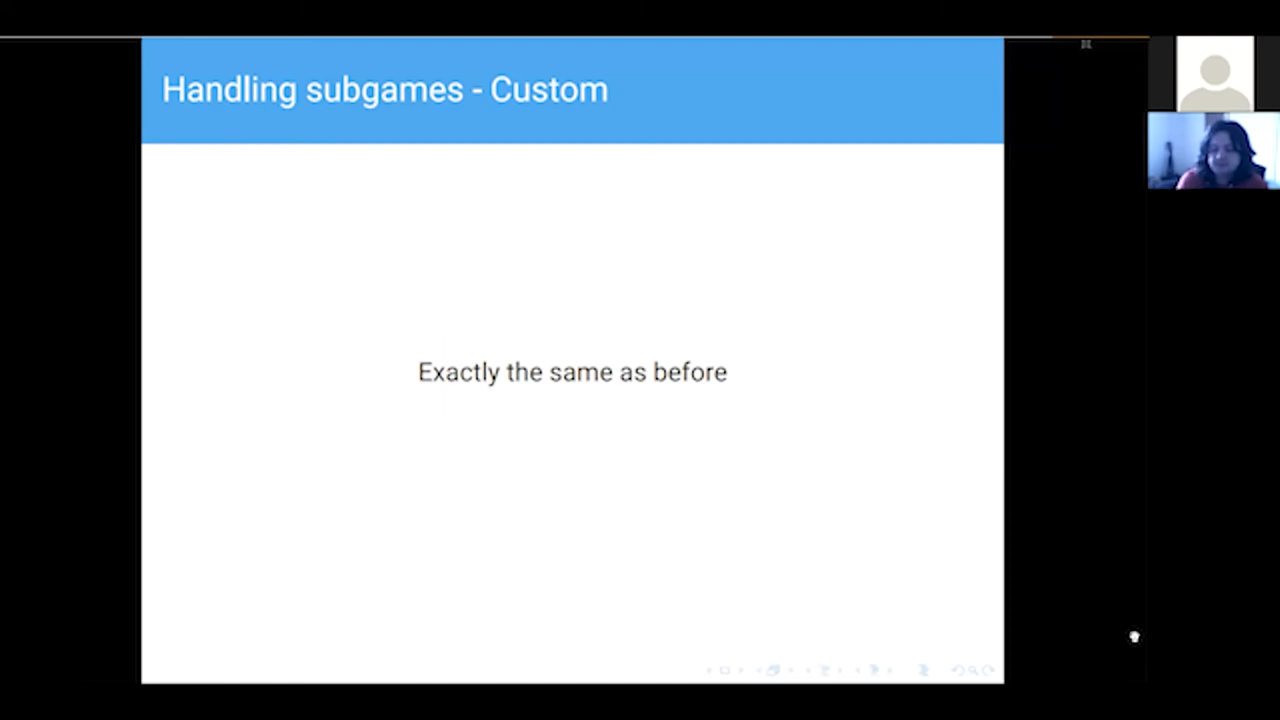 Handling subgames - Custom
Exactly the same as before